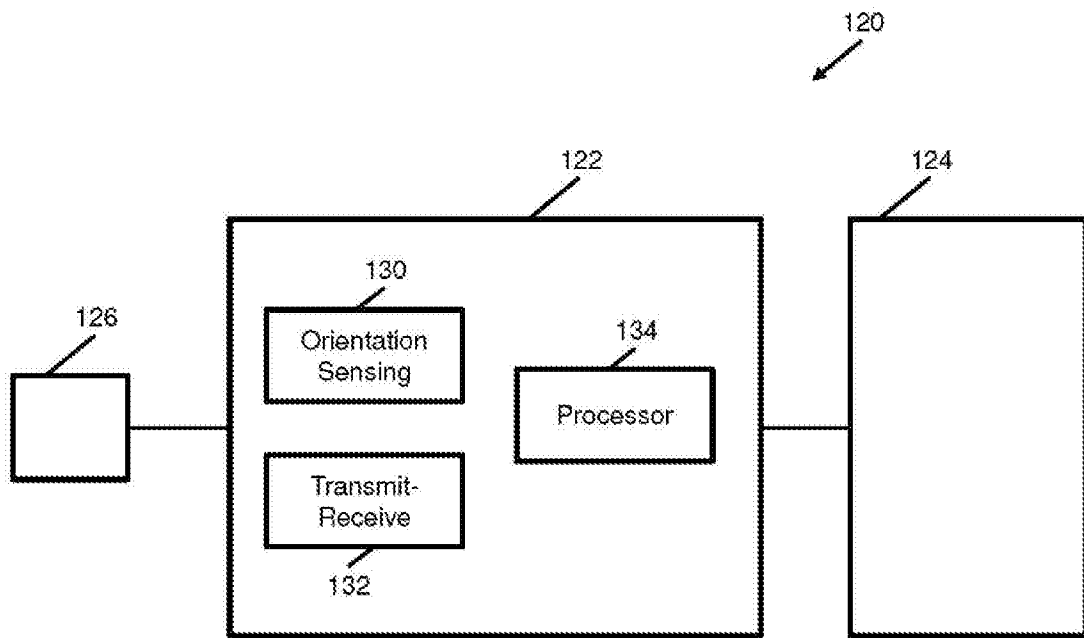 120
122
124
130
126
Orientation
Sensing
134
Processor
Transmit-
Receive
132